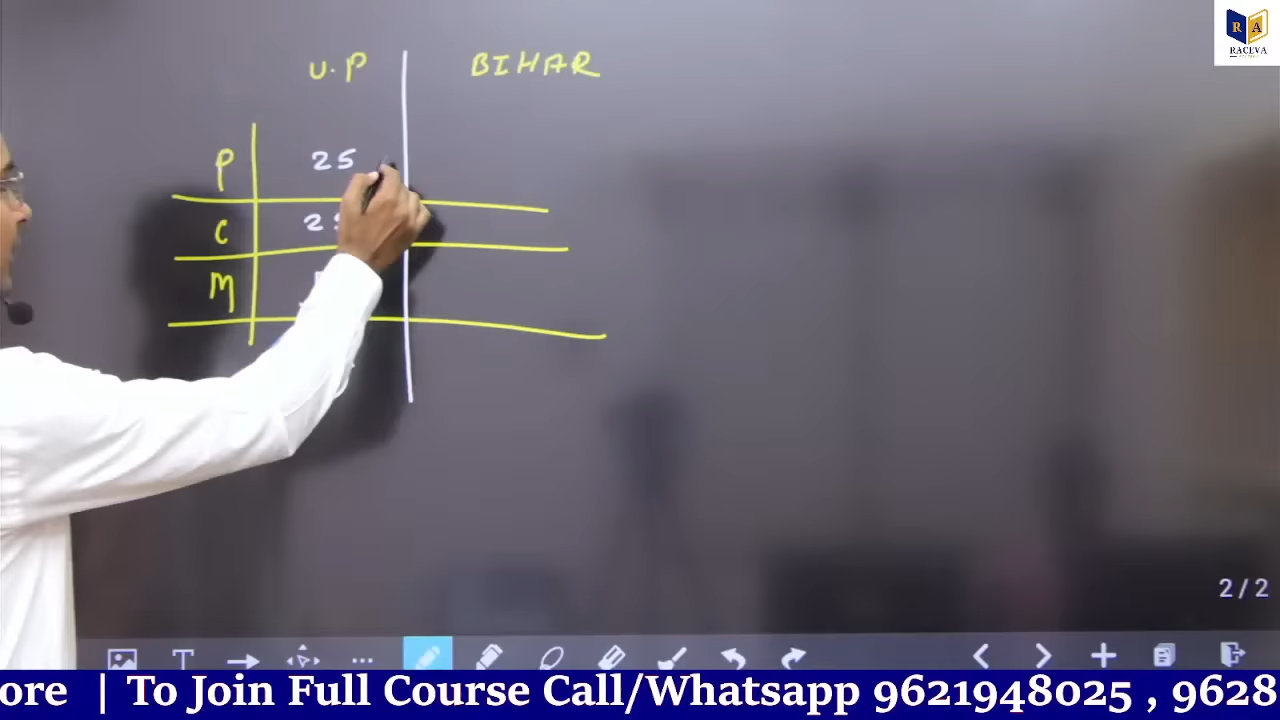 R A
RACEVA
U.P BIHAR
P 25
C
M
2/2
T
ore | To Join Full Course Call/Whatsapp 9621948025 , 9628